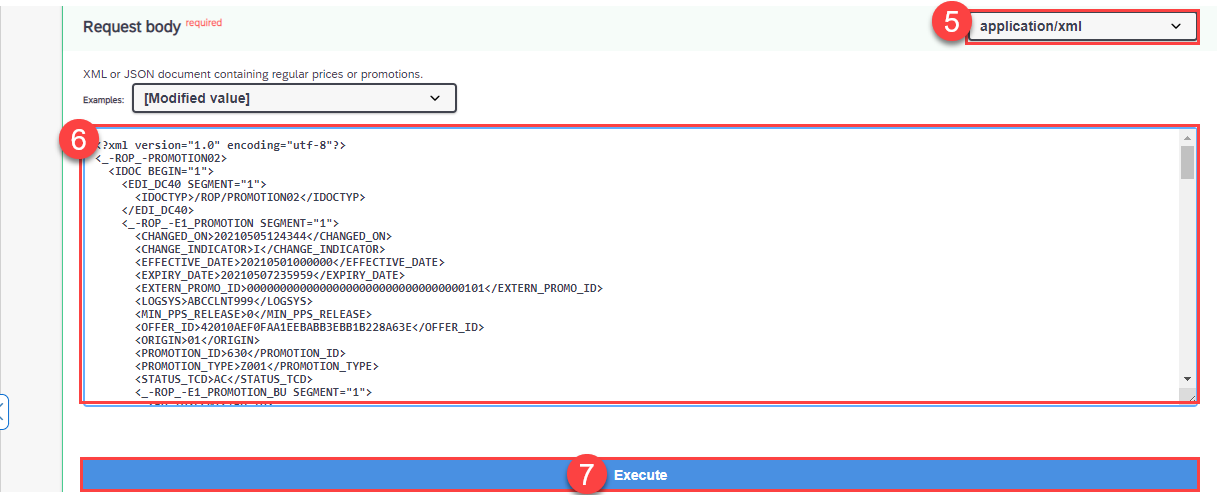 Request body required
5
application/xml
XML or JSON document containing regular prices or promotions.
Examples:
[Modified value]
6
<?xml version="1.0" encoding="utf-8"?>
<_-ROP_-PROMOTION02>
<IDOC BEGIN="1">
<EDI_DC40 SEGMENT="1">
<IDOCTYP>/ROP/PROMOTION02</IDOCTYP>
</EDI_DC40>
<_-ROP_-E1_PROMOTION SEGMENT="1">
<CHANGED_ON>20210505124344</CHANGED_ON>
<CHANGE_INDICATOR>I</CHANGE_INDICATOR>
<EFFECTIVE_DATE>20210501000000</EFFECTIVE_DATE>
<EXPIRY_DATE>20210507235959</EXPIRY_DATE>
<EXTERN_PROMO_ID>00000000000000000000000000000000101</EXTERN_PROMO_ID>
<LOGSYS>ABCCLNT999</LOGSYS>
<MIN_PPS_RELEASE>0</MIN_PPS_RELEASE>
<OFFER_ID>42010AEF0FAA1EEBABB3EBB1B228A63E</OFFER_ID>
<ORIGIN>01</ORIGIN>
<PROMOTION_ID>630</PROMOTION_ID>
<PROMOTION_TYPE>Z001</PROMOTION_TYPE>
<STATUS_TCD>AC</STATUS_TCD>
<_-ROP_-E1_PROMOTION_BU SEGMENT="1">
7
Execute